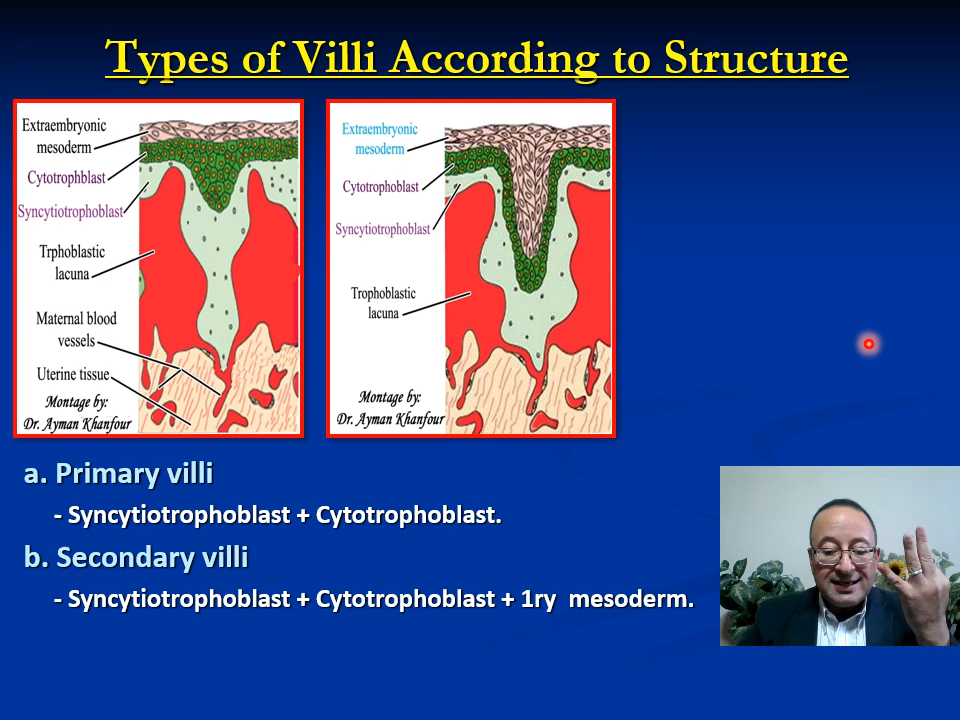 Types of Villi According to Structure
Extraembryonic
mesoderm
Cytotrphblast
Syncytiotrophoblast
Trphoblastic
lacuna
Maternal blood
vessels
Uterine tissue
Montage by:
Dr. Ayman Khanfour
Extraembryonic
mesoderm
Cytotrophoblast
Syncytiotrophoblast
Trophoblastic
lacuna
Montage by:
Dr. Ayman Khanfour
a. Primary villi
- Syncytiotrophoblast + Cytotrophoblast.
b. Secondary villi
- Syncytiotrophoblast + Cytotrophoblast + 1ry mesoderm.